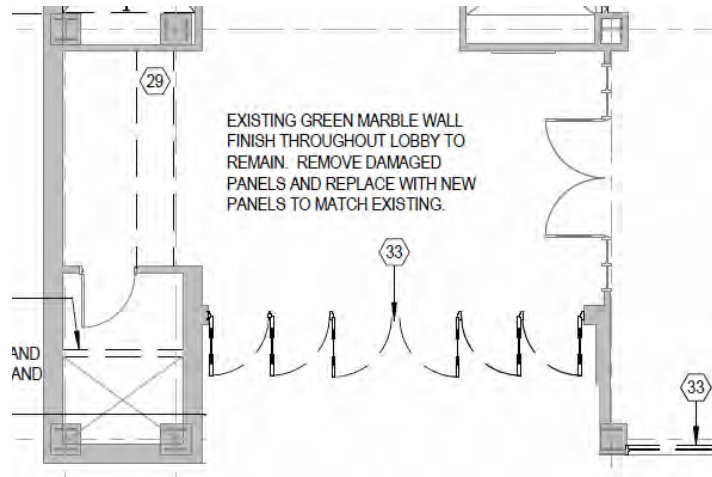 29
EXISTING GREEN MARBLE WALL
FINISH THROUGHOUT LOBBY TO
REMAIN. REMOVE DAMAGED
PANELS AND REPLACE WITH NEW
PANELS TO MATCH EXISTING.
33
AND
AND
33